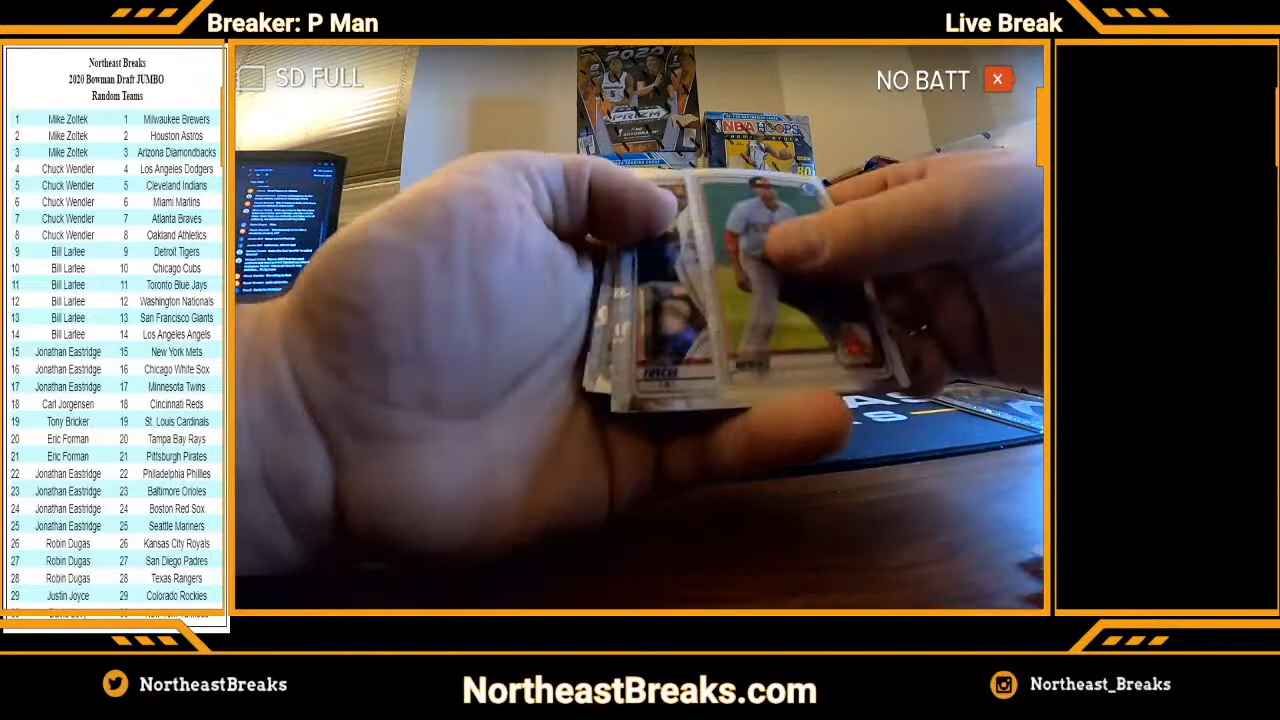 Breaker: P Man
Live Break
Northeast Breaks
2020 Bowman Draft JUMBO
Random Teams
1 Mike Zoltek 1 Milwaukee Brewers
2 Mike Zoltek 2 Houston Astros
3 Mike Zoltek 3 Arizona Diamondbacks
4 Chuck Wendler 4 Los Angeles Dodgers
5 Chuck Wendler 5 Cleveland Indians
6 Chuck Wendler 6 Miami Marlins
7 Chuck Wendler 7 Atlanta Braves
8 Chuck Wendler 8 Oakland Athletics
9 Bill Larlee 9 Detroit Tigers
10 Bill Larlee 10 Chicago Cubs
11 Bill Larlee 11 Toronto Blue Jays
12 Bill Larlee 12 Washington Nationals
13 Bill Larlee 13 San Francisco Giants
14 Bill Larlee 14 Los Angeles Angels
15 Jonathan Eastridge 15 New York Mets
16 Jonathan Eastridge 16 Chicago White Sox
17 Jonathan Eastridge 17 Minnesota Twins
18 Carl Jorgensen 18 Cincinnati Reds
19 Tony Bricker 19 St. Louis Cardinals
20 Eric Forman 20 Tampa Bay Rays
21 Eric Forman 21 Pittsburgh Pirates
22 Jonathan Eastridge 22 Philadelphia Phillies
23 Jonathan Eastridge 23 Baltimore Orioles
24 Jonathan Eastridge 24 Boston Red Sox
25 Jonathan Eastridge 25 Seattle Mariners
26 Robin Dugas 26 Kansas City Royals
27 Robin Dugas 27 San Diego Padres
28 Robin Dugas 28 Texas Rangers
29 Justin Joyce 29 Colorado Rockies
SD FULL
NO BATT
2020
PRIZM
NBA HOOPS
NortheastBreaks
NortheastBreaks.com
Northeast_Breaks